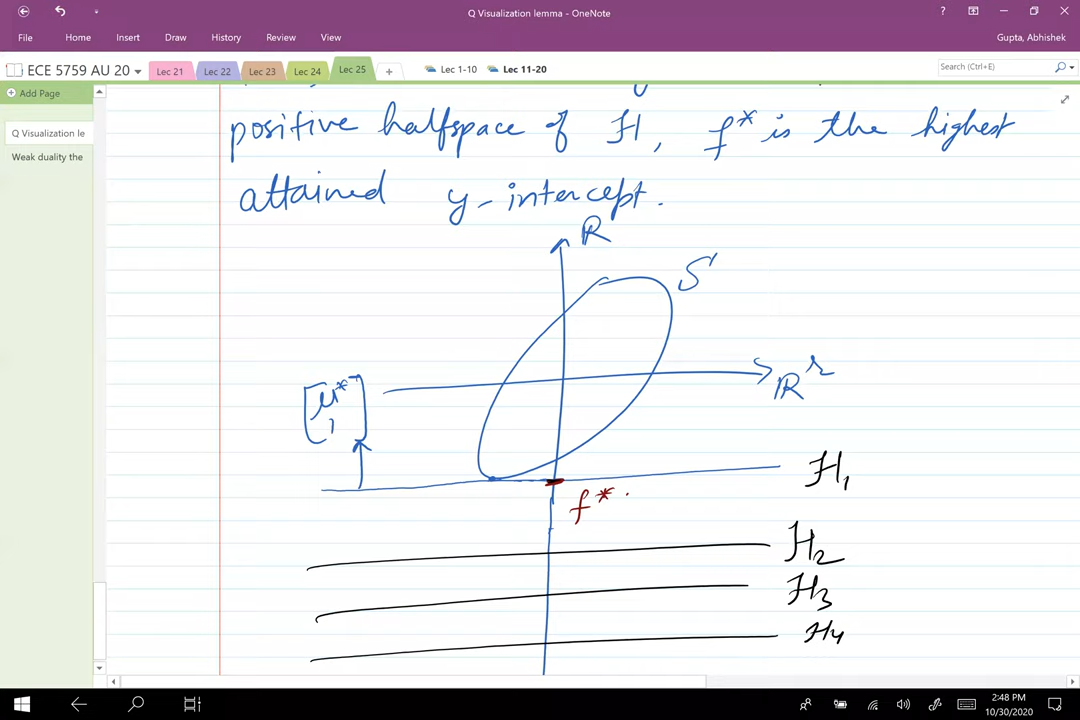 Q Visualization lemma - OneNote
?
Gupta, Abhishek
File Home Insert Draw History Review View
ECE 5759 AU 20
Lec 21 Lec 22 Lec 23 Lec 24 Lec 25 + Lec 1-10 Lec 11-20
Search (Ctrl+E)
Add Page
Q Visualization le
Weak duality the
positive halfspace of H, f* is the highest
attained y-intercept.
R
S
R^r
[μ* 1]
H1
f*
H2
H3
H4
2:48 PM
10/30/2020